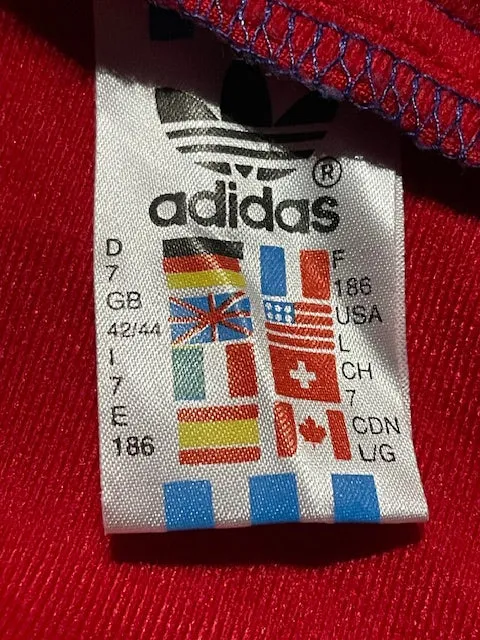 adidas®
D
7
GB
42/44
I
7
E
186
F
186
USA
L
CH
7
CDN
L/G